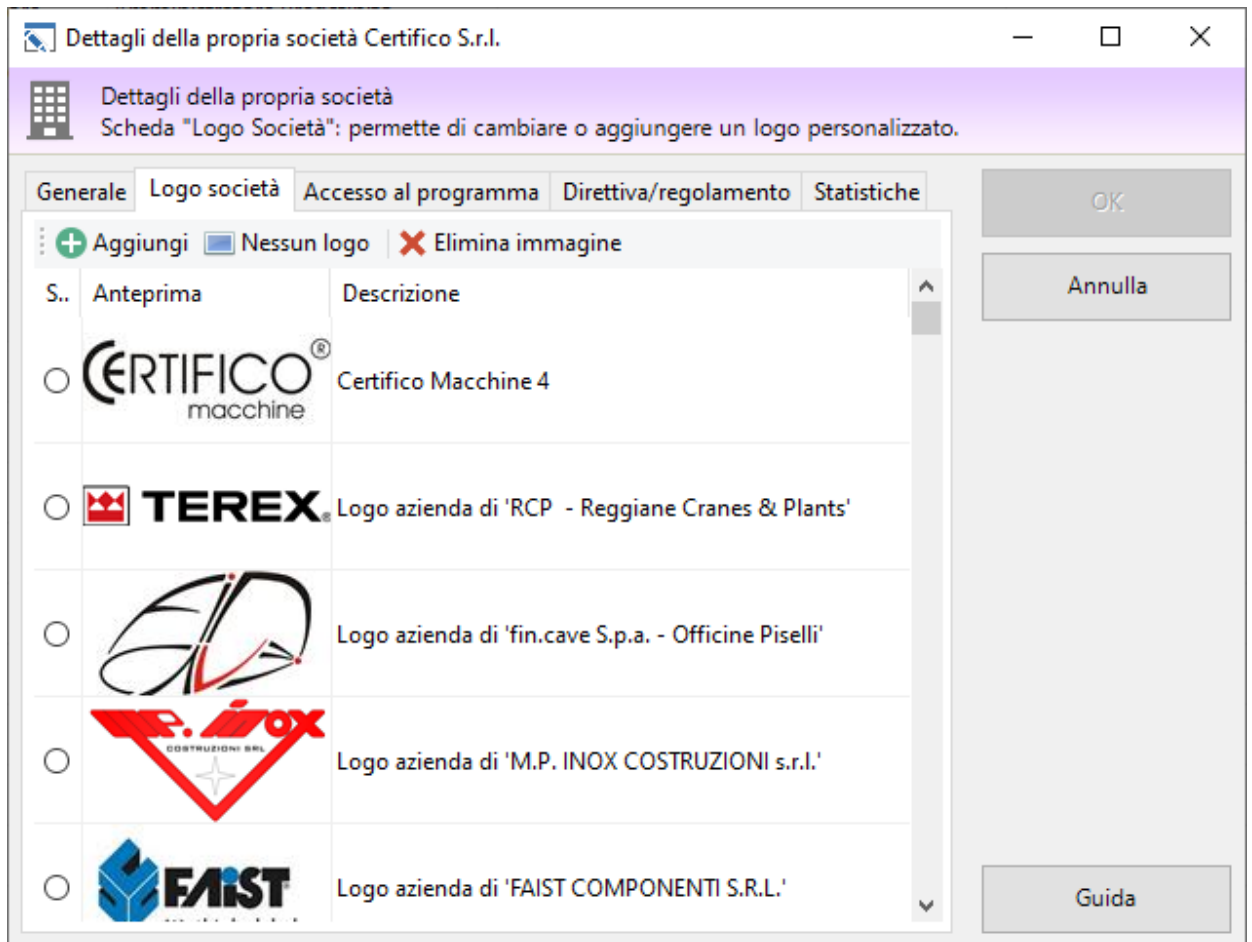 Dettagli della propria società Certifico S.r.l.
Dettagli della propria società
Scheda "Logo Società": permette di cambiare o aggiungere un logo personalizzato.
Generale Logo società Accesso al programma Direttiva/regolamento Statistiche
OK
Annulla
Aggiungi Nessun logo Elimina immagine
S.. Anteprima Descrizione
CERTIFICO®
macchine
Certifico Macchine 4
TEREX® Logo azienda di 'RCP  - Reggiane Cranes & Plants'
Logo azienda di 'fin.cave S.p.a. - Officine Piselli'
MP. inox
COSTRUZIONI SRL
Logo azienda di 'M.P. INOX COSTRUZIONI s.r.l.'
FAiST Logo azienda di 'FAIST COMPONENTI S.R.L.'
Guida